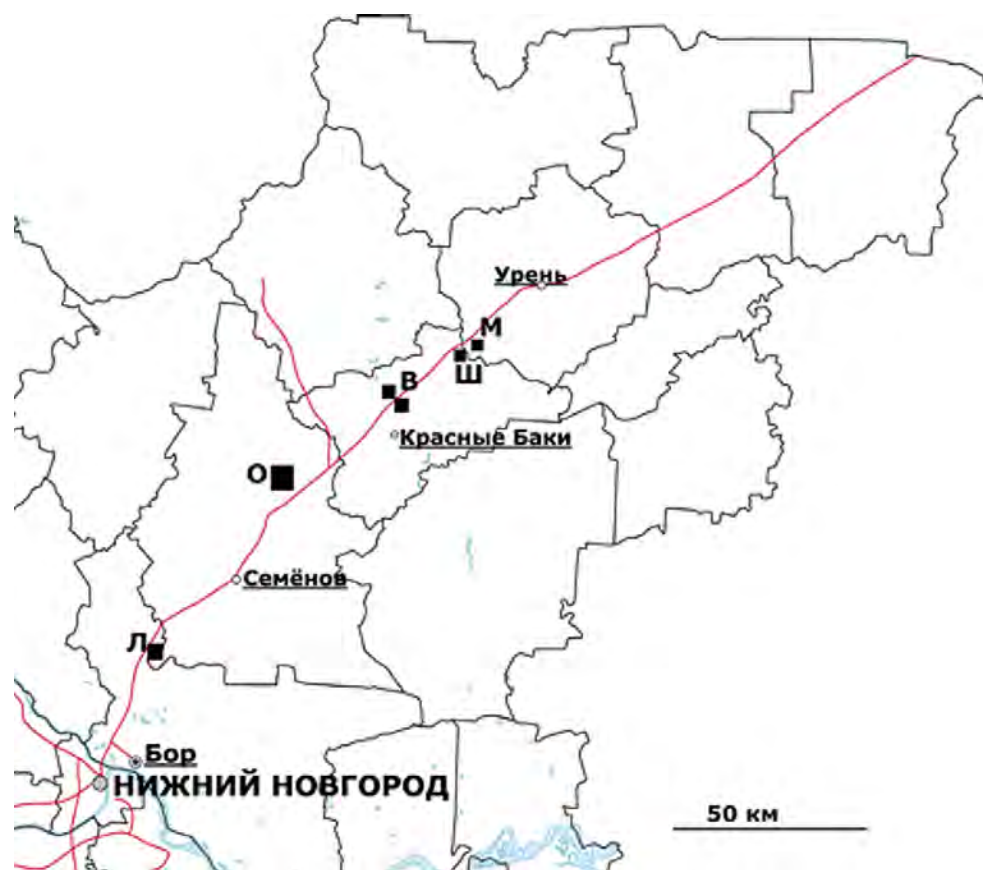 Урень
М
Ш
В
Красные Баки
О
Семёнов
Л
Бор
НИЖНИЙ НОВГОРОД
50 км